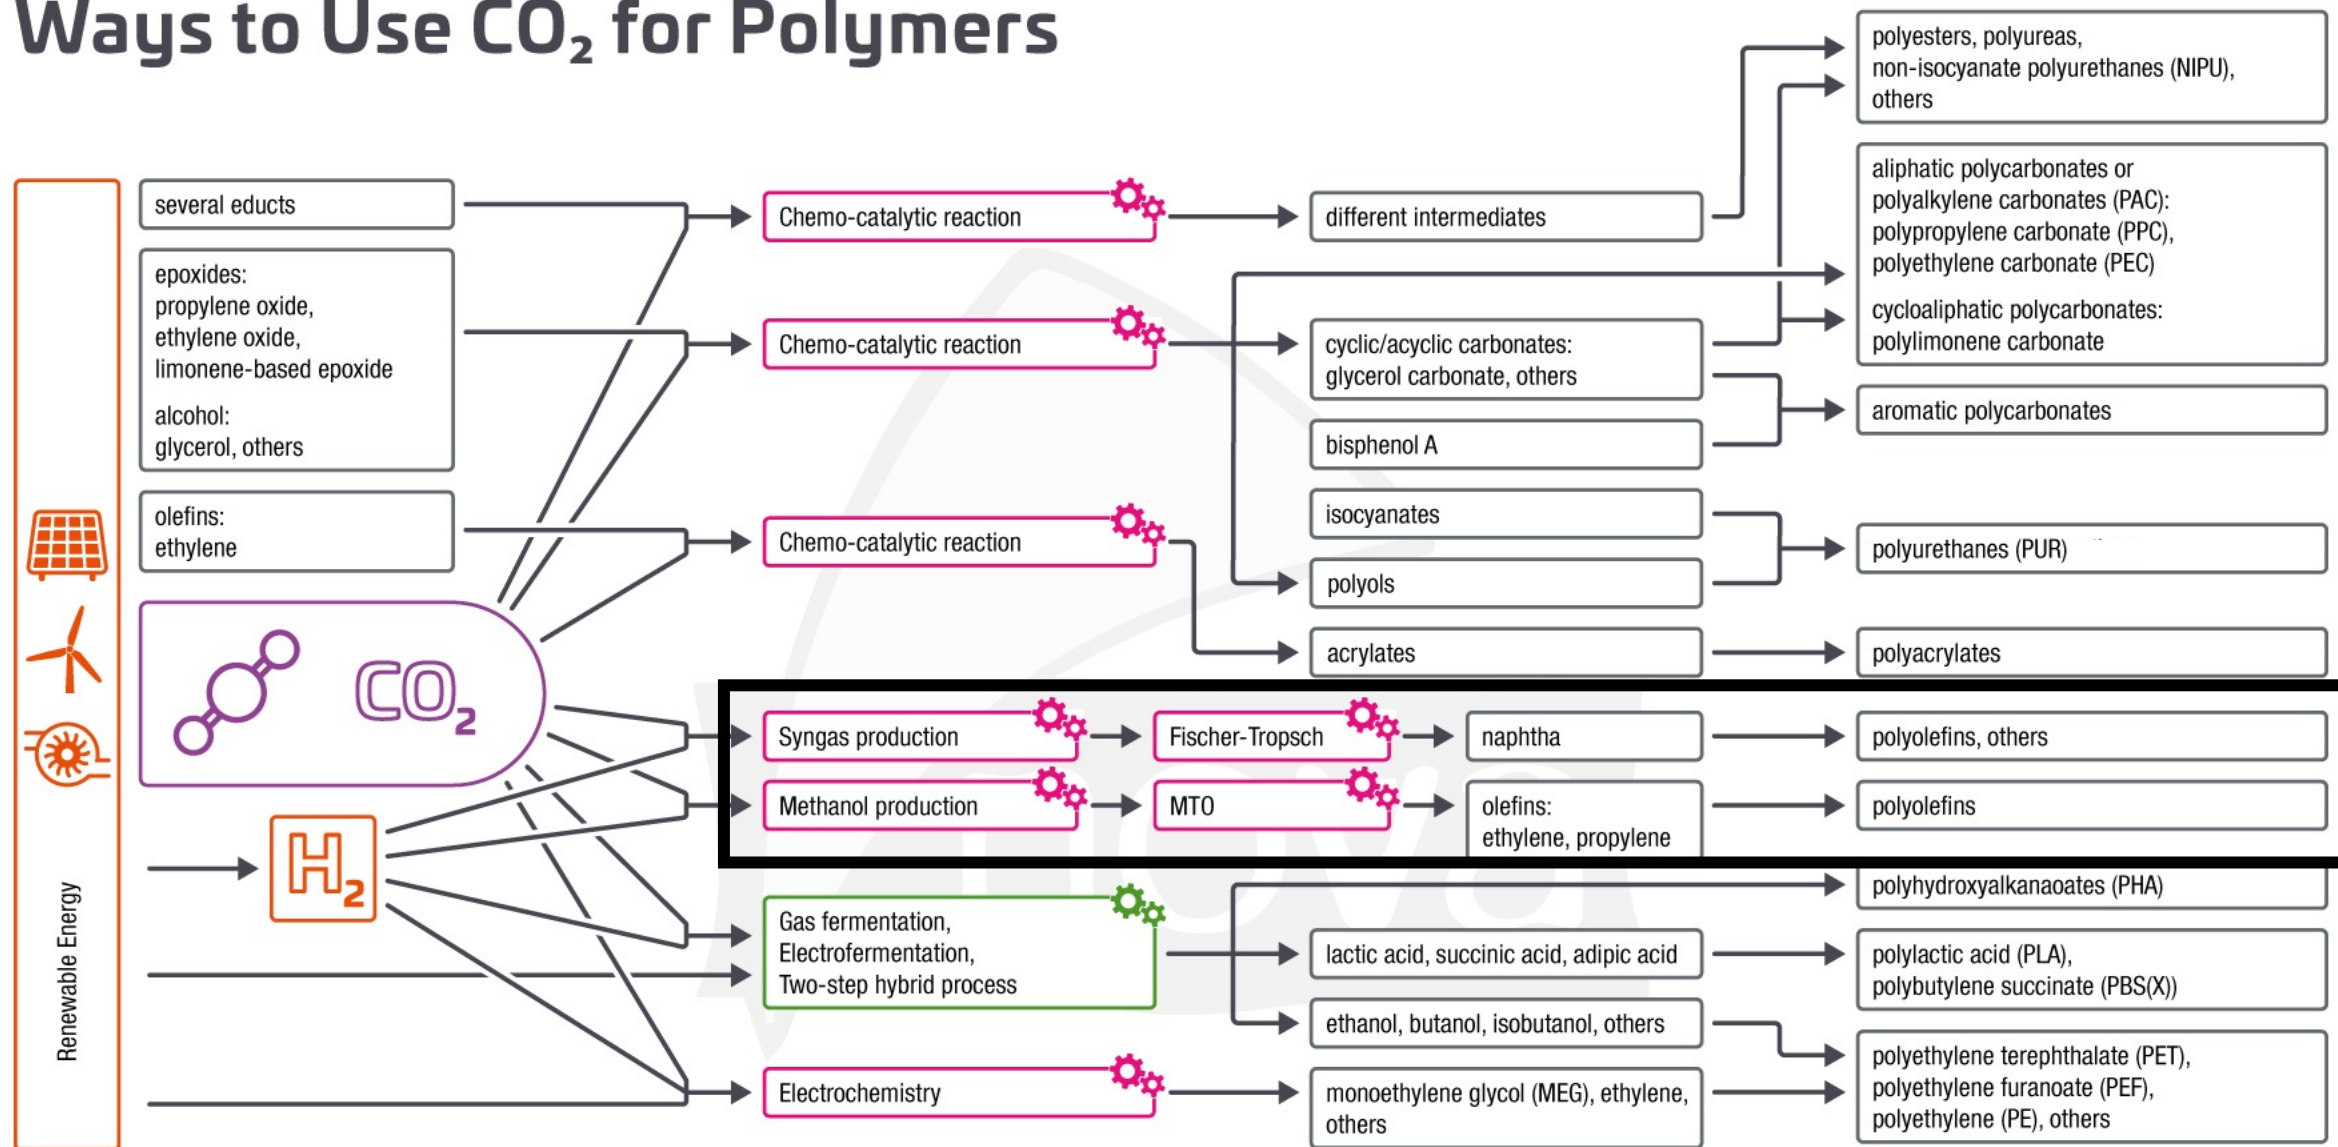 Ways to Use CO₂ for Polymers
several educts
epoxides:
propylene oxide,
ethylene oxide,
limonene-based epoxide
alcohol:
glycerol, others
olefins:
ethylene
CO₂
H₂
Renewable Energy
Chemo-catalytic reaction
Chemo-catalytic reaction
Chemo-catalytic reaction
Syngas production
Methanol production
Fischer-Tropsch
MTO
Gas fermentation,
Electrofermentation,
Two-step hybrid process
Electrochemistry
different intermediates
cyclic/acyclic carbonates:
glycerol carbonate, others
bisphenol A
isocyanates
polyols
acrylates
naphtha
olefins:
ethylene, propylene
lactic acid, succinic acid, adipic acid
ethanol, butanol, isobutanol, others
monoethylene glycol (MEG), ethylene,
others
polyesters, polyureas,
non-isocyanate polyurethanes (NIPU),
others
aliphatic polycarbonates or
polyalkylene carbonates (PAC):
polypropylene carbonate (PPC),
polyethylene carbonate (PEC)
cycloaliphatic polycarbonates:
polylimonene carbonate
aromatic polycarbonates
polyurethanes (PUR)
polyacrylates
polyolefins, others
polyolefins
polyhydroxyalkanaoates (PHA)
polylactic acid (PLA),
polybutylene succinate (PBS(X))
polyethylene terephthalate (PET),
polyethylene furanoate (PEF),
polyethylene (PE), others
nova